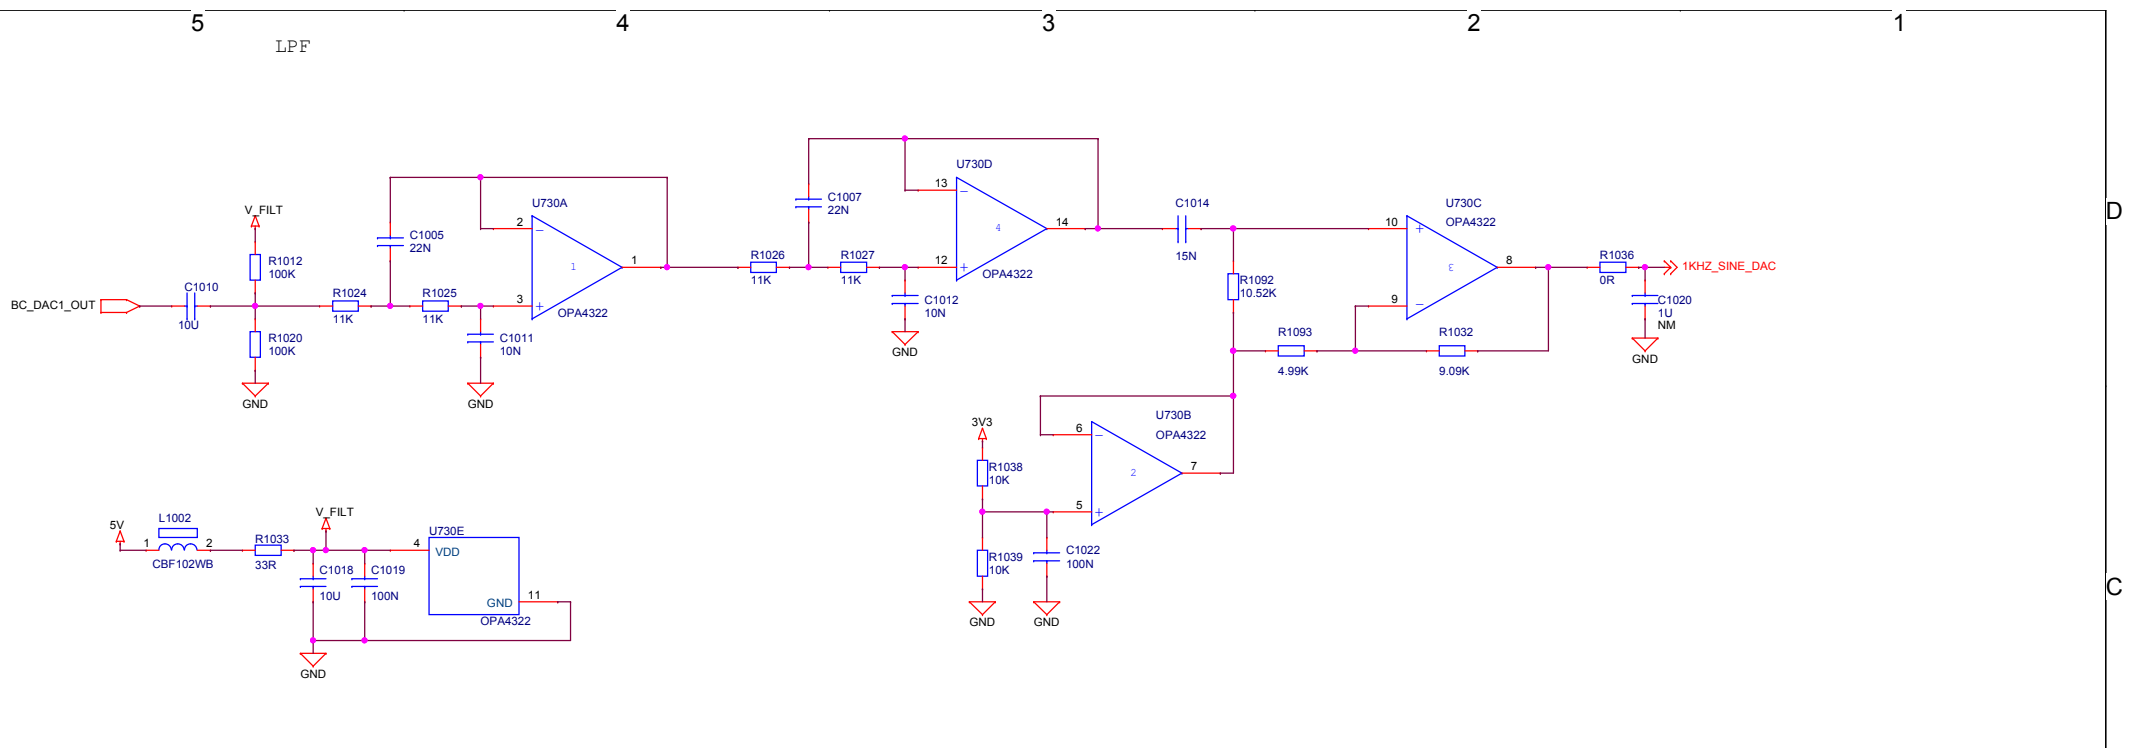 5 4 3 2 1
LPF
D
C
BC_DAC1_OUT
C1010
10U
V_FILT
R1012
100K
R1020
100K
GND
R1024
11K
C1005
22N
R1025
11K
C1011
10N
GND
U730A
2
3
1
1
OPA4322
R1026
11K
C1007
22N
R1027
11K
C1012
10N
GND
U730D
13
12
4
14
OPA4322
C1014
15N
R1092
10.52K
U730C
OPA4322
10
9
3
8
R1093
4.99K
R1032
9.09K
R1036
0R
1KHZ_SINE_DAC
C1020
1U
NM
GND
3V3
R1038
10K
R1039
10K
GND
C1022
100N
GND
U730B
OPA4322
6
5
2
7
5V
L1002
1
2
CBF102WB
R1033
33R
V_FILT
C1018
10U
C1019
100N
GND
U730E
4
VDD
GND
11
OPA4322